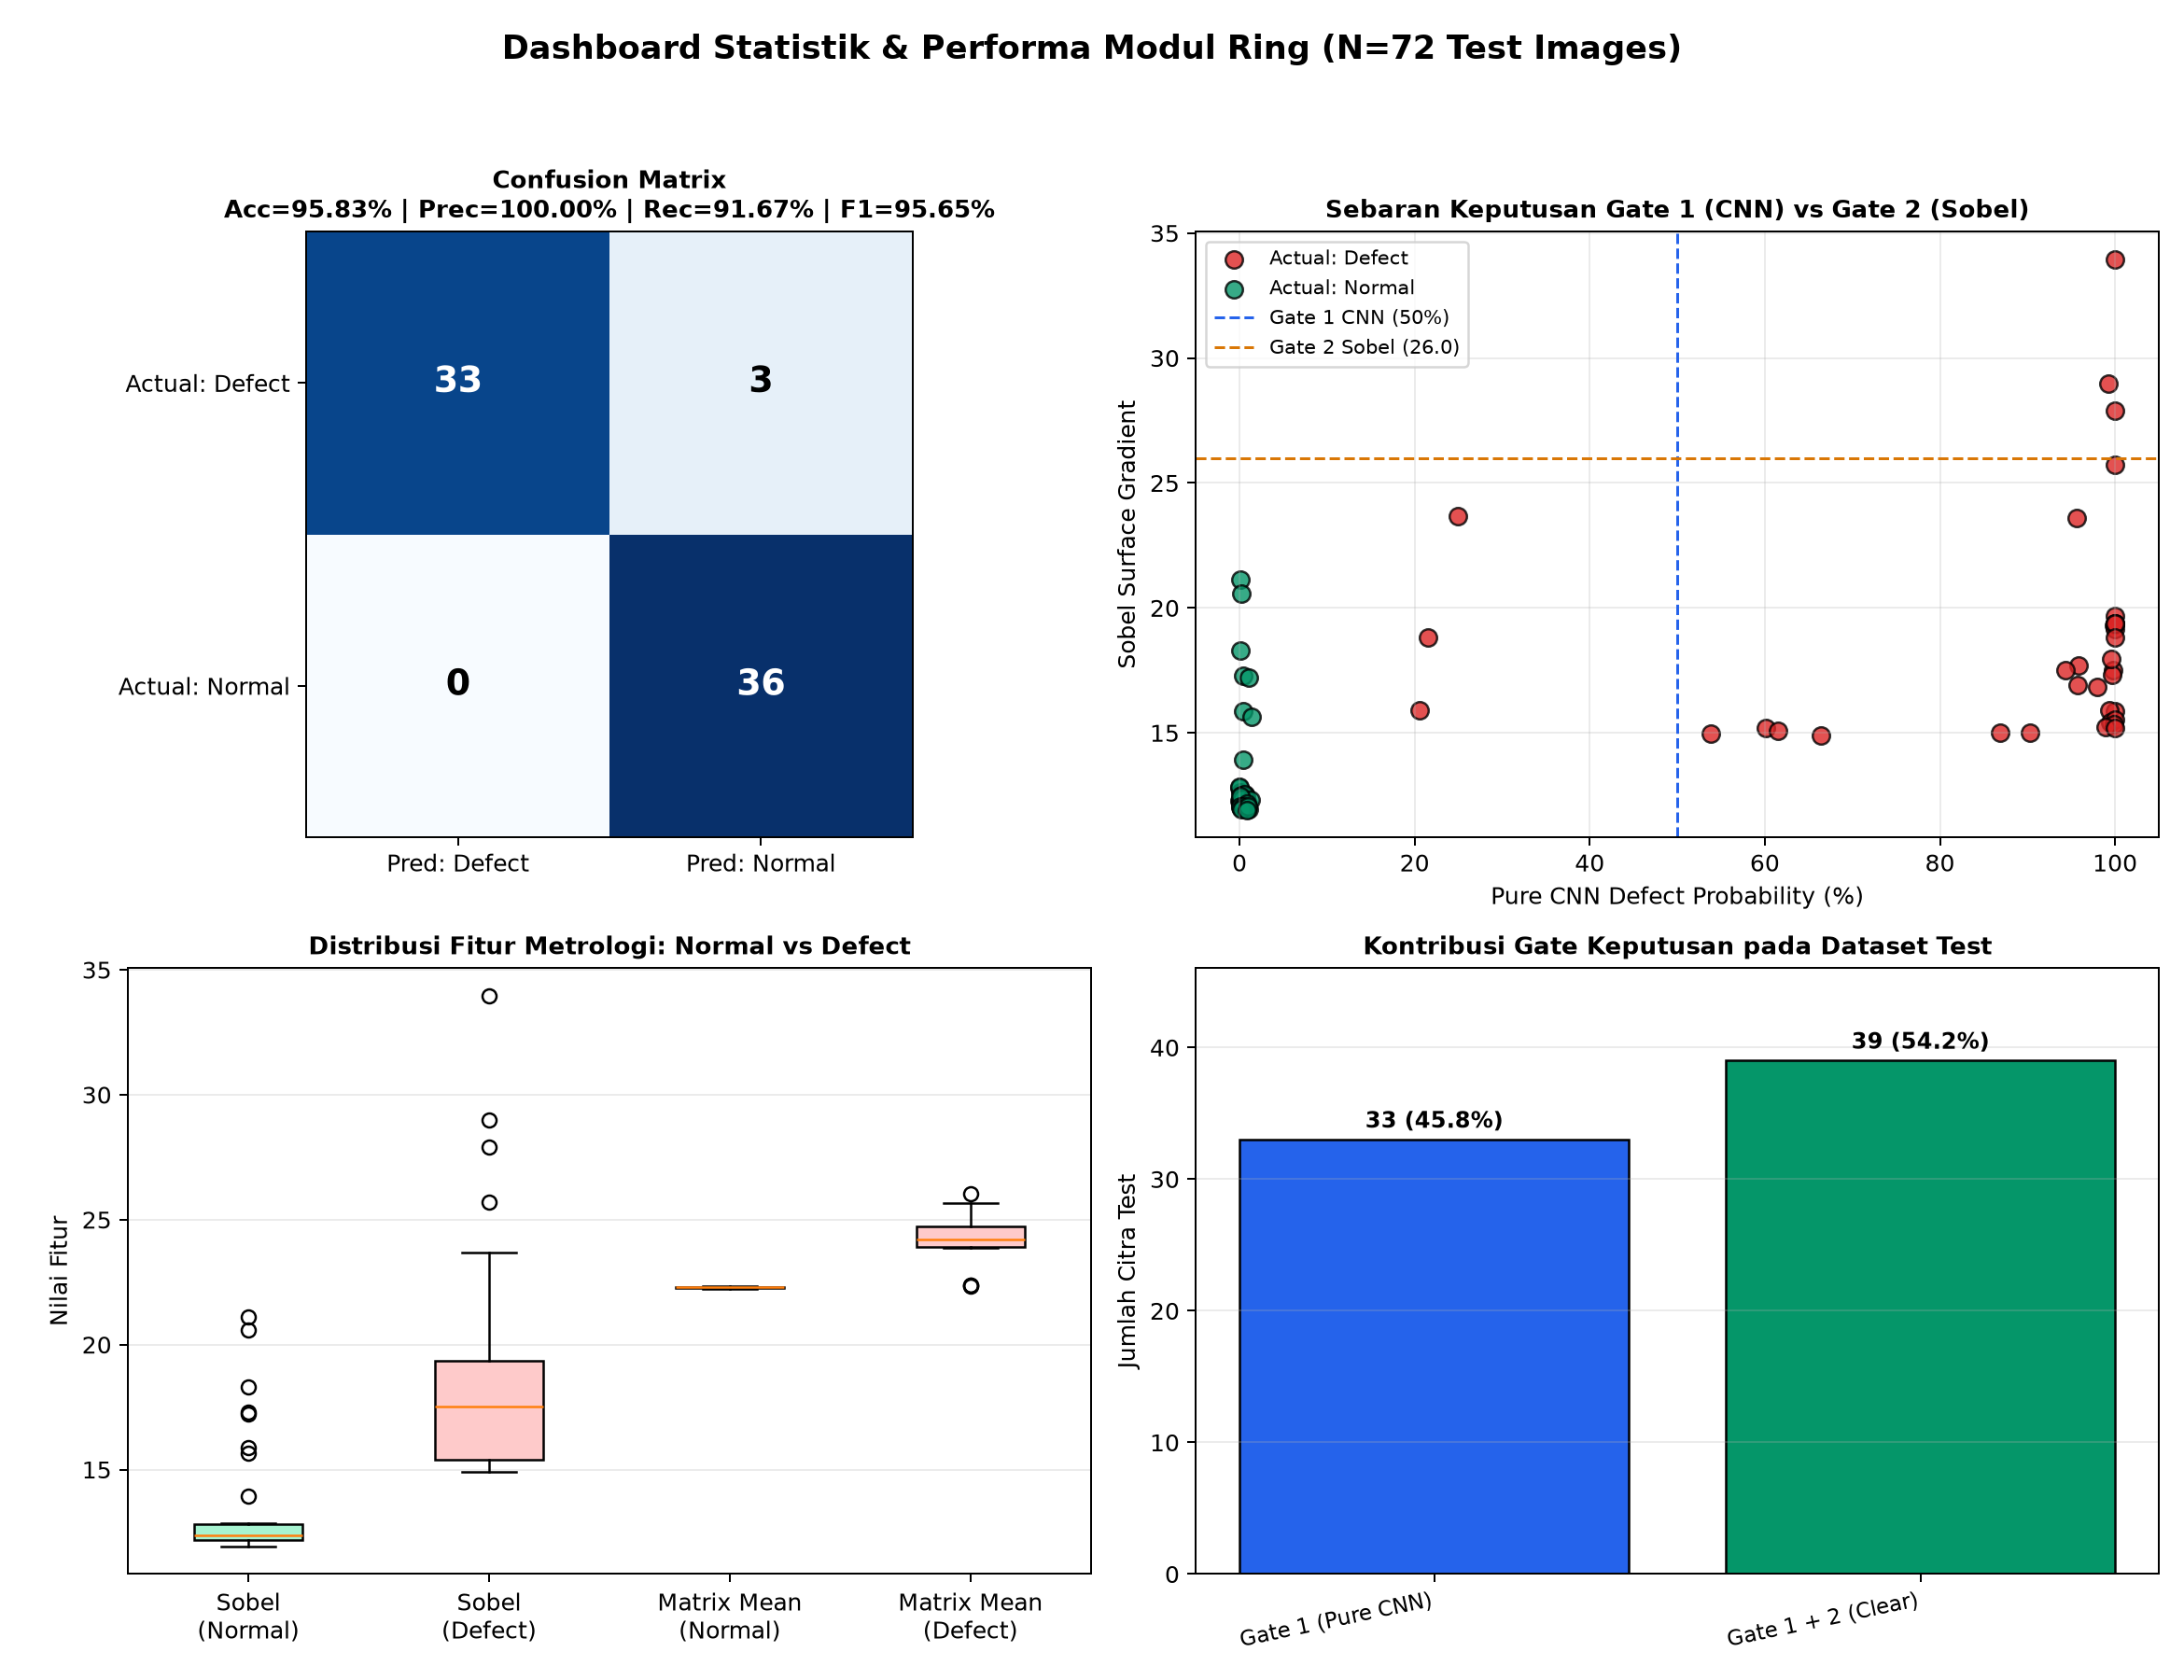 Dashboard Statistik & Performa Modul Ring (N=72 Test Images)
Confusion Matrix
Acc=95.83% | Prec=100.00% | Rec=91.67% | F1=95.65%
Actual: Defect
33
3
Actual: Normal
0
36
Pred: Defect
Pred: Normal
Sebaran Keputusan Gate 1 (CNN) vs Gate 2 (Sobel)
Actual: Defect
Actual: Normal
Gate 1 CNN (50%)
Gate 2 Sobel (26.0)
Sobel Surface Gradient
35
30
25
20
15
0
20
40
60
80
100
Pure CNN Defect Probability (%)
Distribusi Fitur Metrologi: Normal vs Defect
Nilai Fitur
35
30
25
20
15
Sobel
(Normal)
Sobel
(Defect)
Matrix Mean
(Normal)
Matrix Mean
(Defect)
Kontribusi Gate Keputusan pada Dataset Test
Jumlah Citra Test
40
30
20
10
0
33 (45.8%)
39 (54.2%)
Gate 1 (Pure CNN)
Gate 1 + 2 (Clear)